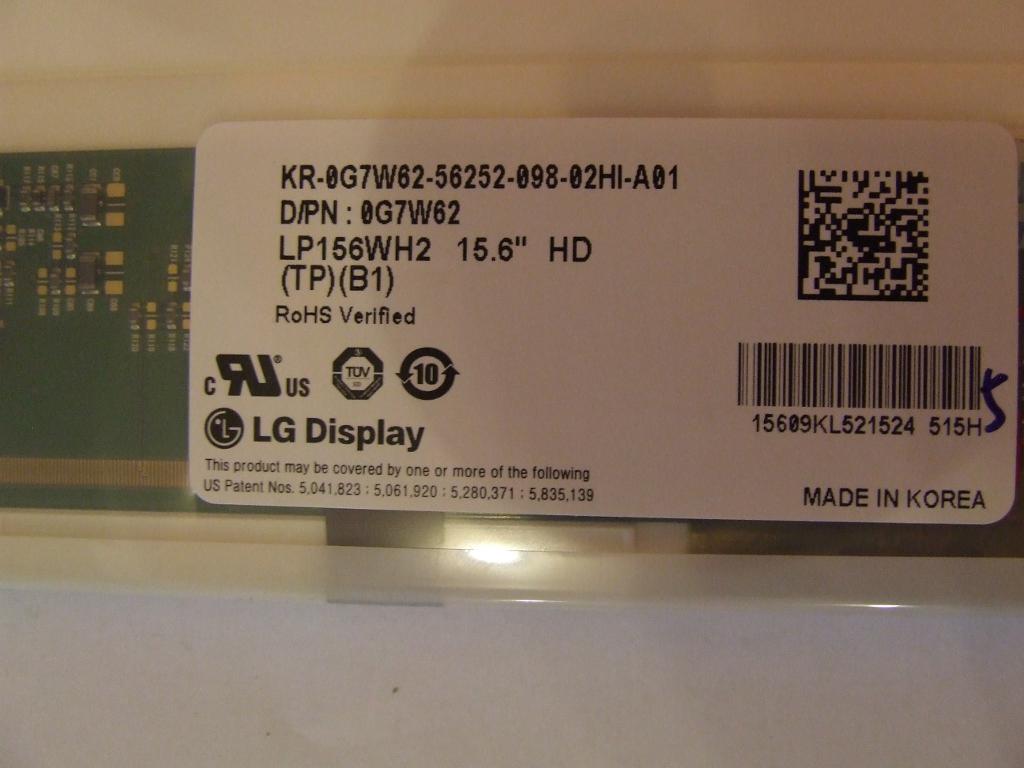 KR-0G7W62-56252-098-02HI-A01
D/PN : 0G7W62
LP156WH2 15.6" HD
(TP)(B1)
RoHS Verified
C RU ® US TÜV 10
LG Display
This product may be covered by one or more of the following
US Patent Nos. 5,041,823 : 5,061,920 : 5,280,371 : 5,835,139
15609KL521524 515H
5
MADE IN KOREA